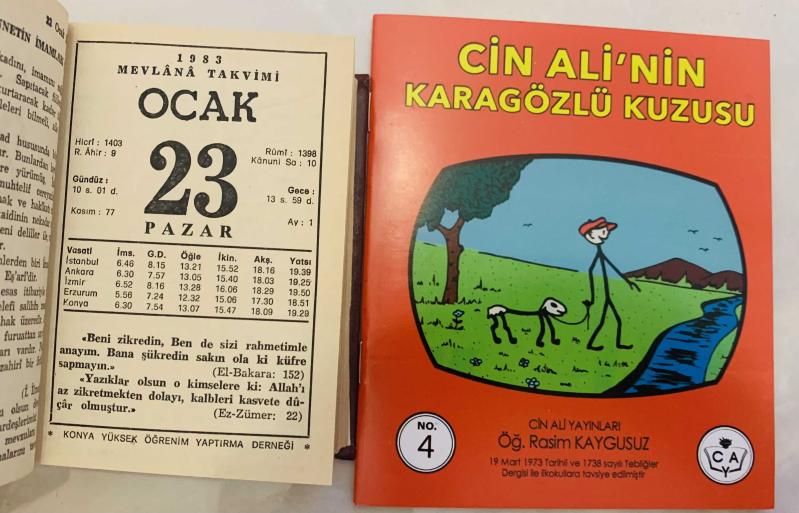 22 Ocak
NNETİN İMAMLAR
1983
MEVLÂNÂ TAKVİMİ
OCAK
Hicrî : 1403
R. Âhir : 9
Rûmî : 1398
Kânuni Sa : 10
23
Gündüz :
10 s. 01 d.
Gece :
13 s. 59 d.
Kasım : 77
Ay : 1
PAZAR
Vasatî İms. G.D. Öğle İkin. Akş. Yatsı
İstanbul 6.46 8.15 13.21 15.52 18.16 19.39
Ankara 6.30 7.57 13.05 15.40 18.03 19.25
İzmir 6.52 8.16 13.28 16.06 18.29 19.50
Erzurum 5.56 7.24 12.32 15.06 17.30 18.51
Konya 6.30 7.54 13.07 15.47 18.09 19.29
«Beni zikredin, Ben de sizi rahmetimle
anayım. Bana şükredin sakın ola ki küfre
sapmayın.» (El-Bakara: 152)
«Yazıklar olsun o kimselere ki: Allah'ı
az zikretmekten dolayı, kalbleri kasvete dû-
çâr olmuştur.» (Ez-Zümer: 22)
* KONYA YÜKSEK ÖĞRENİM YAPTIRMA DERNEĞİ *
CİN ALİ'NİN
KARAGÖZLÜ KUZUSU
NO.
4
CİN ALİ YAYINLARI
Öğ. Rasim KAYGUSUZ
19 Mart 1973 Tarihli ve 1738 sayılı Tebliğler
Dergisi ile ilkokullara tavsiye edilmiştir
C A Y